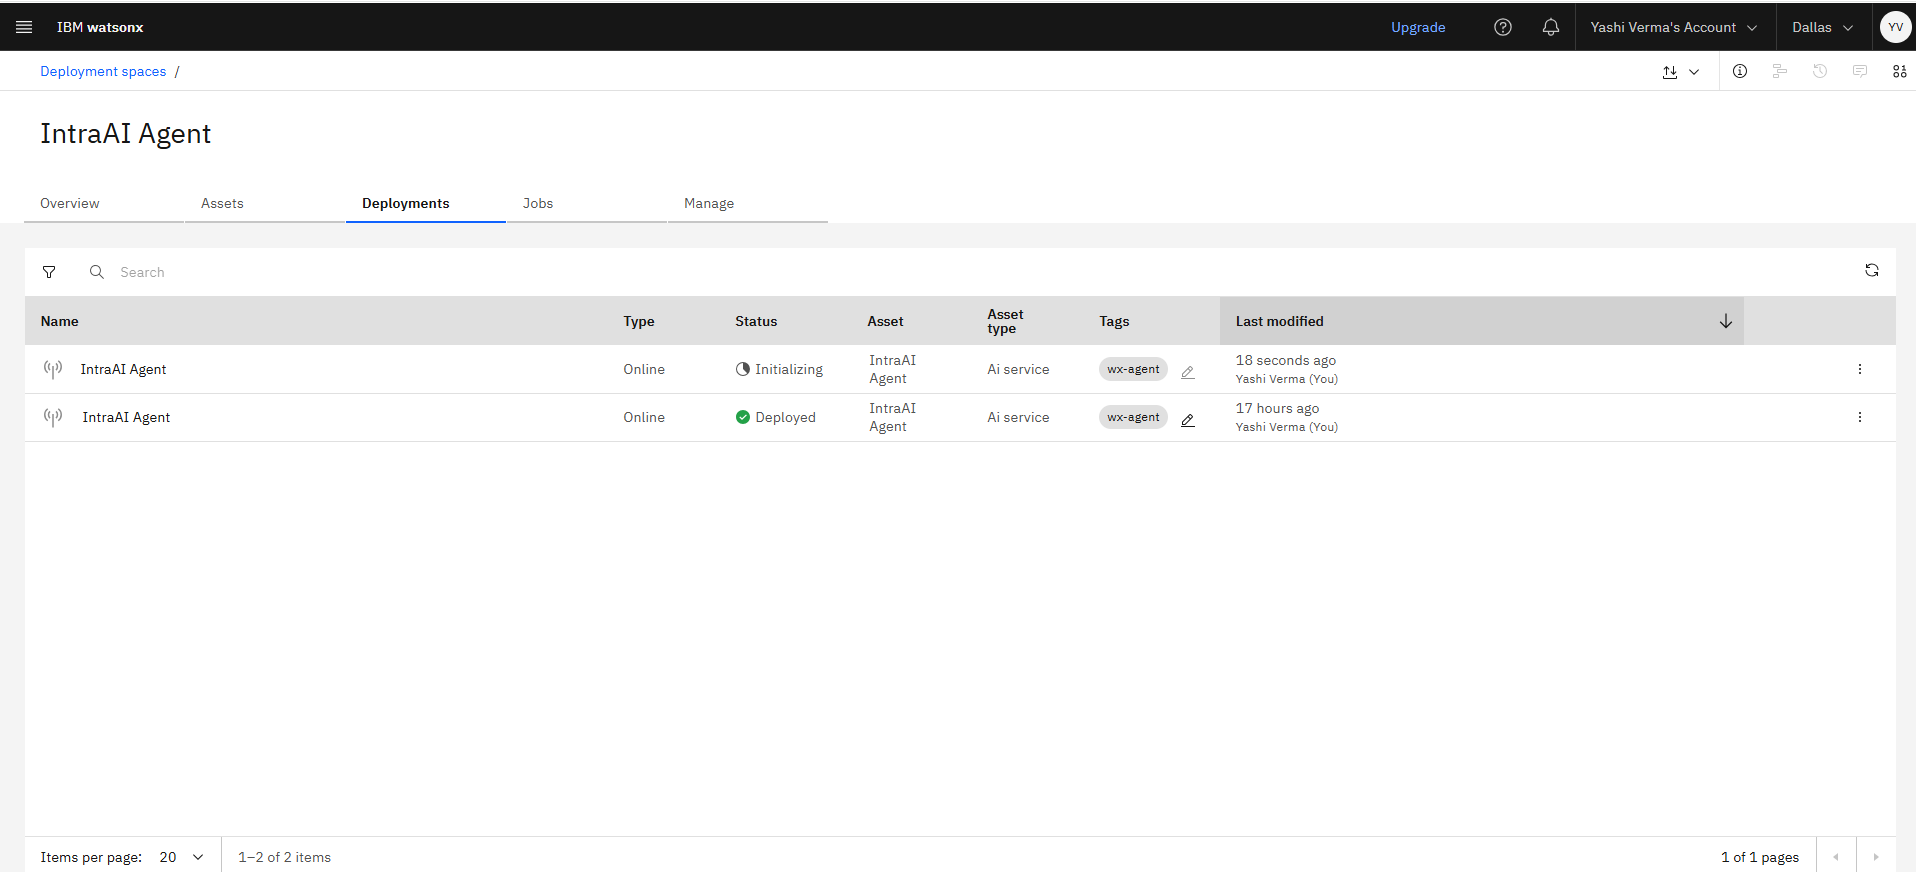 IBM watsonx
Upgrade
Yashi Verma's Account
Dallas
YV
Deployment spaces /
IntraAI Agent
Overview
Assets
Deployments
Jobs
Manage
Search
Name
Type
Status
Asset
Asset
type
Tags
Last modified
IntraAI Agent
Online
Initializing
IntraAI
Agent
Ai service
wx-agent
18 seconds ago
Yashi Verma (You)
IntraAI Agent
Online
Deployed
IntraAI
Agent
Ai service
wx-agent
17 hours ago
Yashi Verma (You)
Items per page: 20
1–2 of 2 items
1 of 1 pages